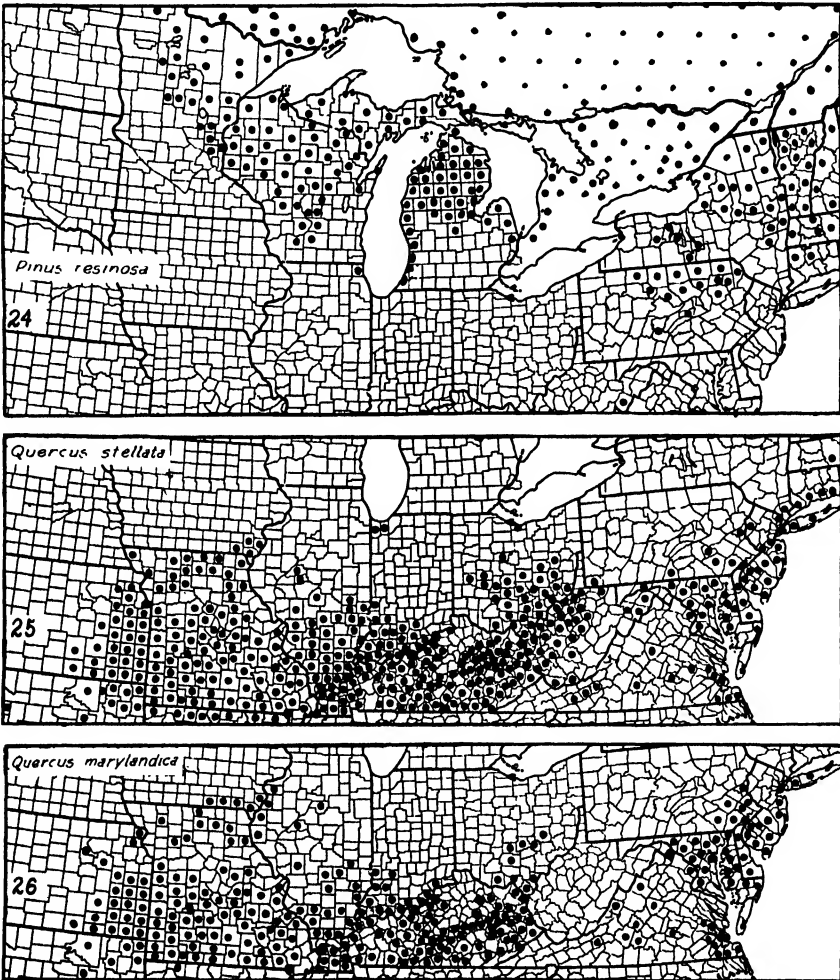 Pinus resinosa
24
Quercus stellata
25
Quercus marylandica
26